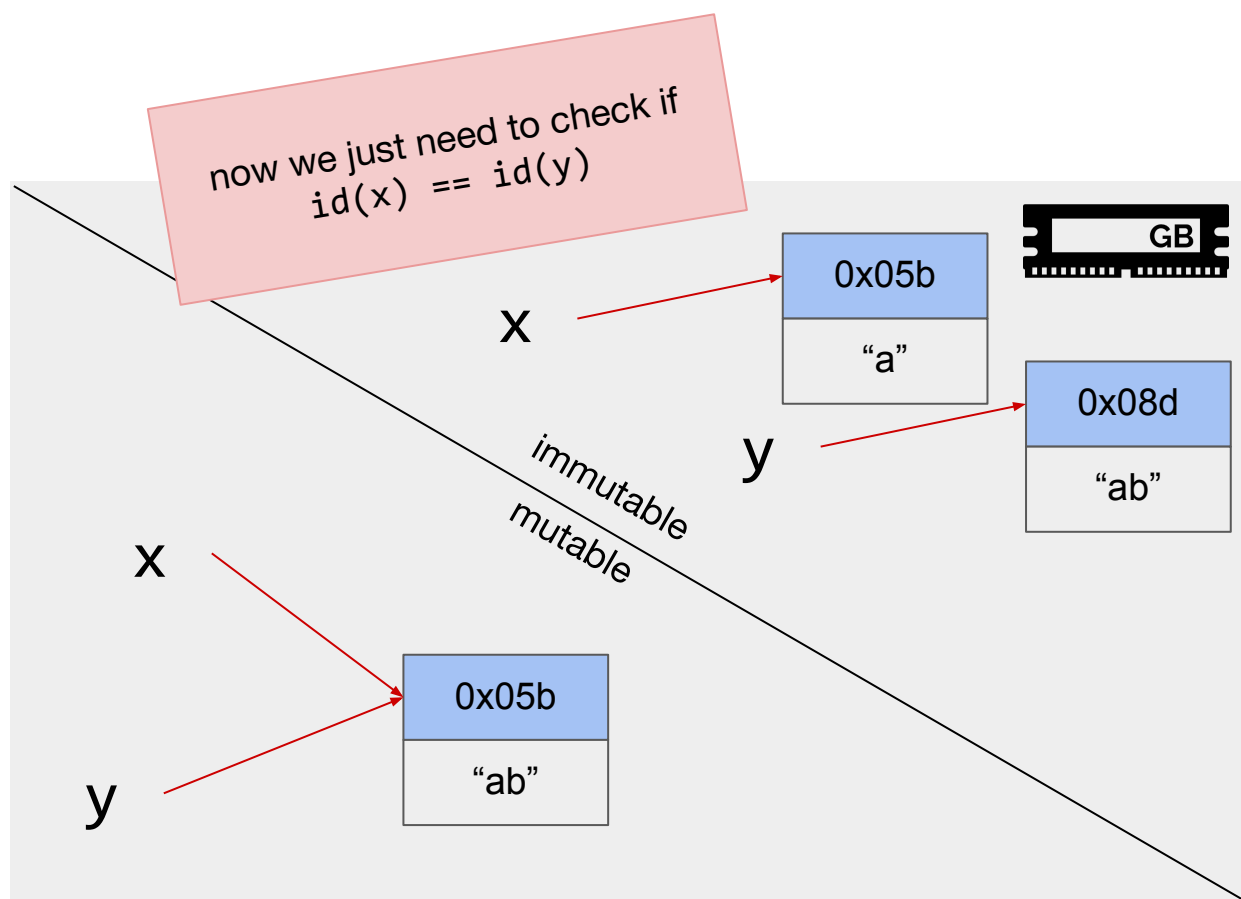 now we just need to check if
id(x) == id(y)
GB
x
0x05b
“a”
y
0x08d
“ab”
immutable
mutable
x
y
0x05b
“ab”